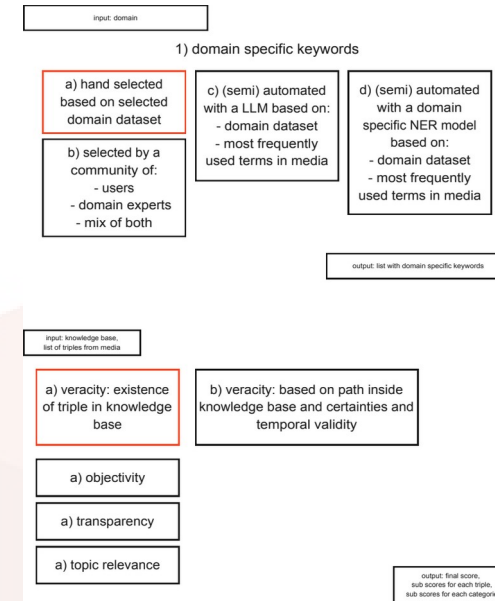 input: domain
1) domain specific keywords
a) hand selected
based on selected
domain dataset
b) selected by a
community of:
- users
- domain experts
- mix of both
c) (semi) automated
with a LLM based on:
- domain dataset
- most frequently
used terms in media
d) (semi) automated
with a domain
specific NER model
based on:
- domain dataset
- most frequently
used terms in media
output: list with domain specific keywords
input: knowledge base,
list of triples from media
a) veracity: existence
of triple in knowledge
base
b) veracity: based on path inside
knowledge base and certainties and
temporal validity
a) objectivity
a) transparency
a) topic relevance
output: final score,
sub scores for each triple,
sub scores for each categorie